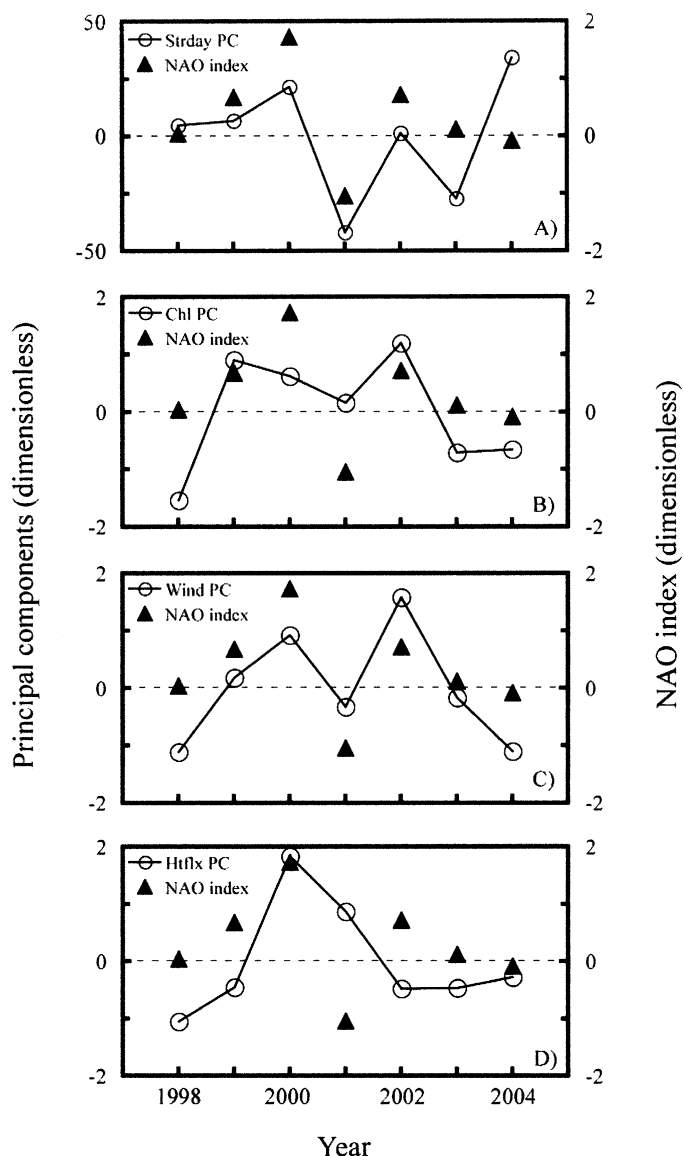 50
2
Strday PC
NAO index
0
0
-50
-2
A)
2
2
Chl PC
NAO index
0
0
-2
-2
B)
2
2
Wind PC
NAO index
0
0
-2
-2
C)
2
2
Htflx PC
NAO index
0
0
-2
-2
D)
1998
2000
2002
2004
Year
Principal components (dimensionless)
NAO index (dimensionless)